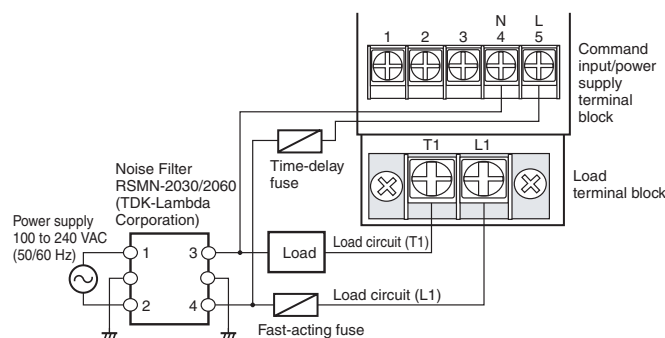 N L
1 2 3 4 5
Command
input/power
supply
terminal
block
T1 L1
Time-delay
fuse
Load
terminal block
Noise Filter
RSMN-2030/2060
(TDK-Lambda
Corporation)
Power supply
100 to 240 VAC
(50/60 Hz)
1 3
Load
Load circuit (T1)
2 4
Load circuit (L1)
Fast-acting fuse